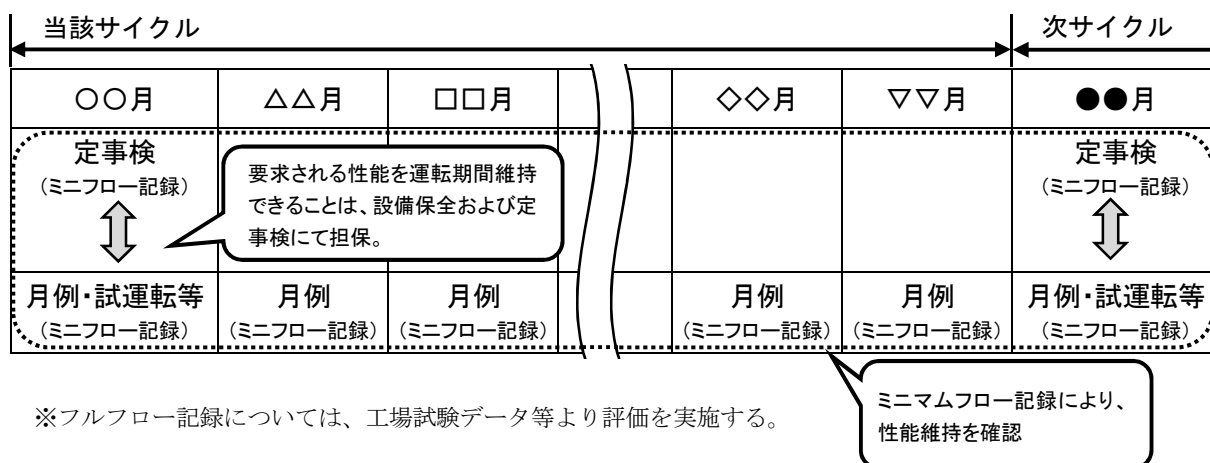 当該サイクル
次サイクル
○○月 △△月 □□月 ◇◇月 ▽▽月 ●●月
定事検
(ミニフロー記録)
要求される性能を運転期間維持
できることは、設備保全および定
事検にて担保。
定事検
(ミニフロー記録)
月例・試運転等 月例 月例 月例 月例 月例・試運転等
(ミニフロー記録) (ミニフロー記録) (ミニフロー記録) (ミニフロー記録) (ミニフロー記録) (ミニフロー記録)
ミニマムフロー記録により、
性能維持を確認
※フルフロー記録については、工場試験データ等より評価を実施する。